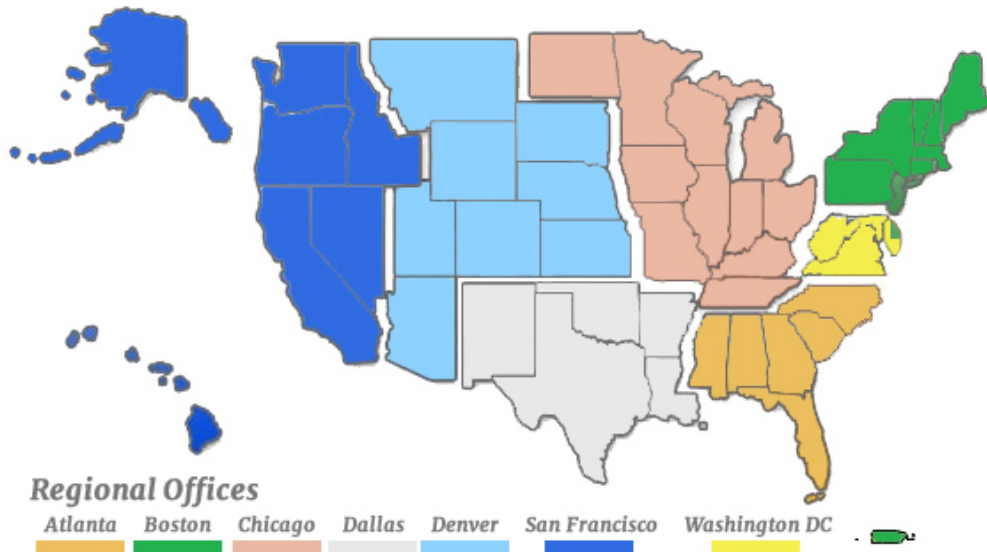 Regional Offices
Atlanta Boston Chicago Dallas Denver San Francisco Washington DC